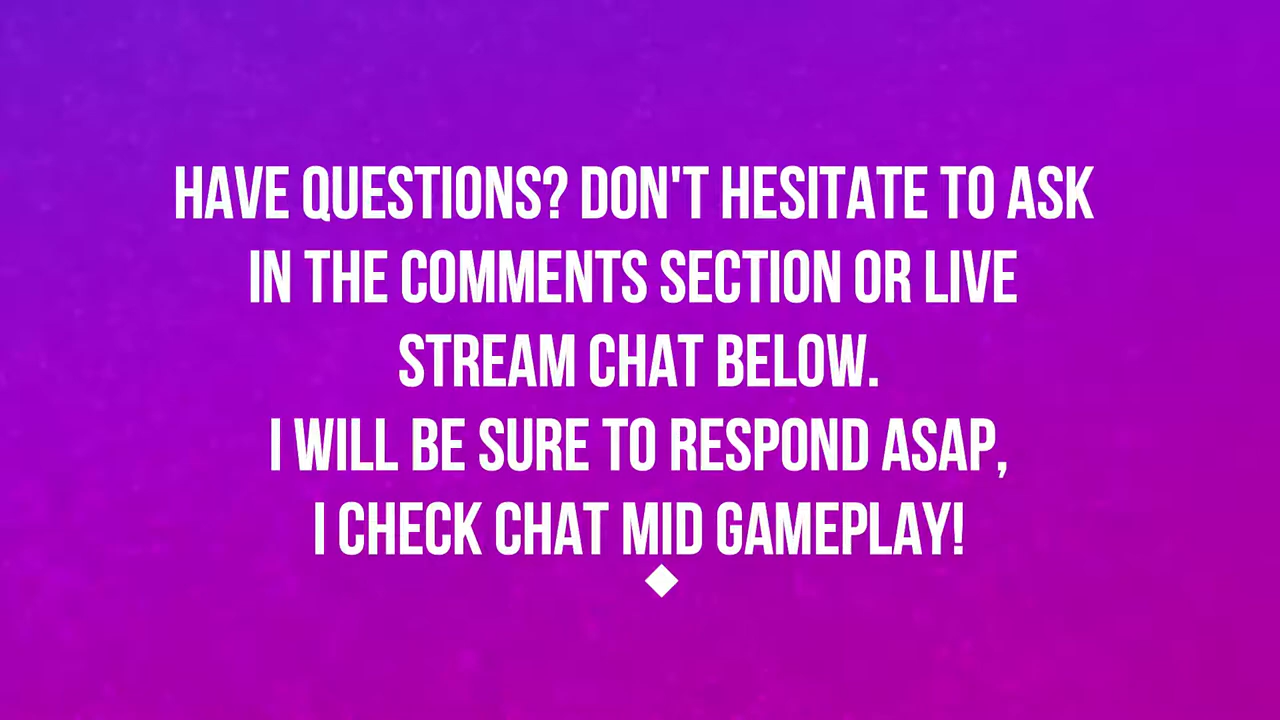 HAVE QUESTIONS? DON'T HESITATE TO ASK
IN THE COMMENTS SECTION OR LIVE
STREAM CHAT BELOW.
I WILL BE SURE TO RESPOND ASAP,
I CHECK CHAT MID GAMEPLAY!